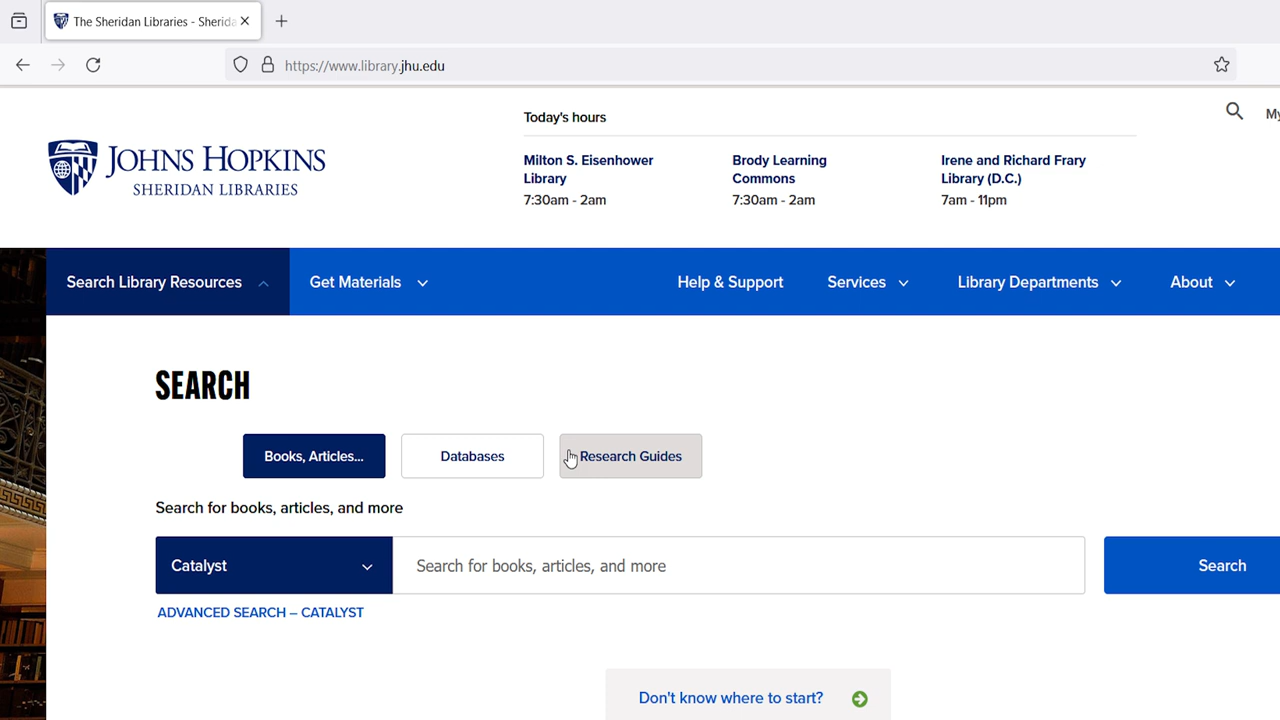 The Sheridan Libraries - Sherida
https://www.library.jhu.edu
Today's hours
My
JOHNS HOPKINS
SHERIDAN LIBRARIES
Milton S. Eisenhower
Library
7:30am - 2am
Brody Learning
Commons
7:30am - 2am
Irene and Richard Frary
Library (D.C.)
7am - 11pm
Search Library Resources
Get Materials
Help & Support
Services
Library Departments
About
SEARCH
Books, Articles...
Databases
Research Guides
Search for books, articles, and more
Catalyst
Search for books, articles, and more
Search
ADVANCED SEARCH – CATALYST
Don't know where to start?